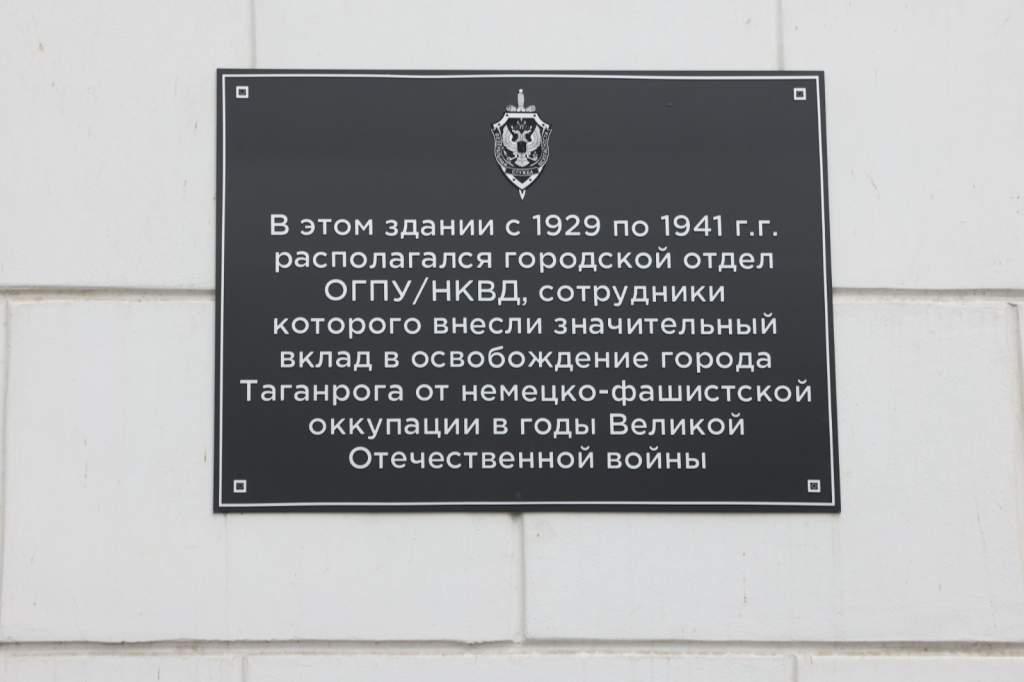 В этом здании с 1929 по 1941 г.г.
располагался городской отдел
ОГПУ/НКВД, сотрудники
которого внесли значительный
вклад в освобождение города
Таганрога от немецко-фашистской
оккупации в годы Великой
Отечественной войны